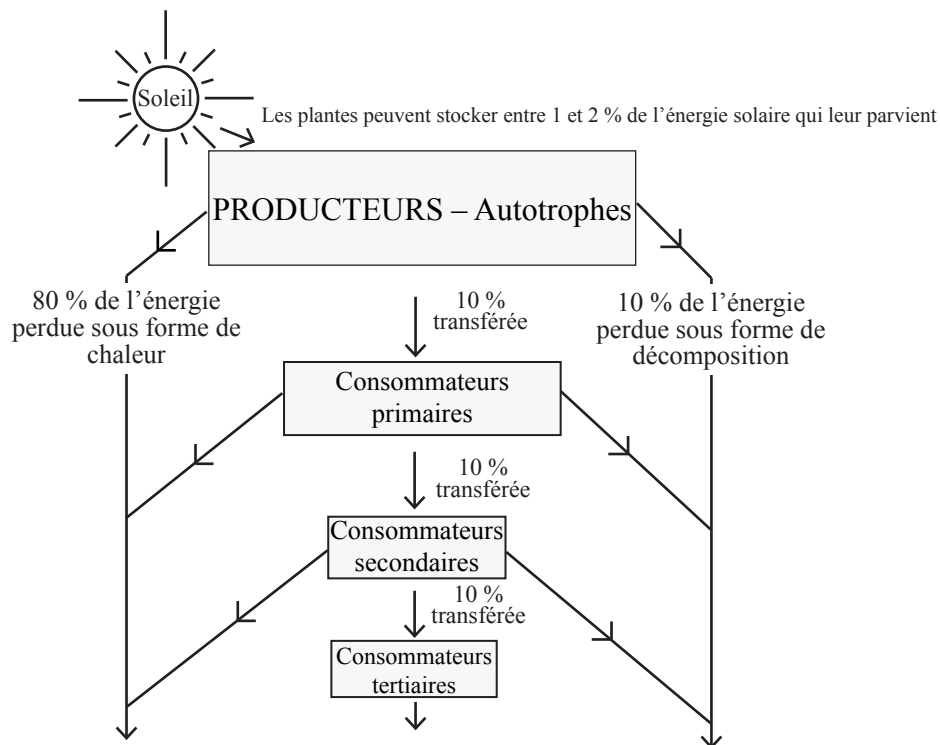 Soleil
Les plantes peuvent stocker entre 1 et 2 % de l’énergie solaire qui leur parvient
PRODUCTEURS – Autotrophes
80 % de l’énergie
perdue sous forme de
chaleur
10 %
transférée
10 % de l’énergie
perdue sous forme de
décomposition
Consommateurs
primaires
10 %
transférée
Consommateurs
secondaires
10 %
transférée
Consommateurs
tertiaires